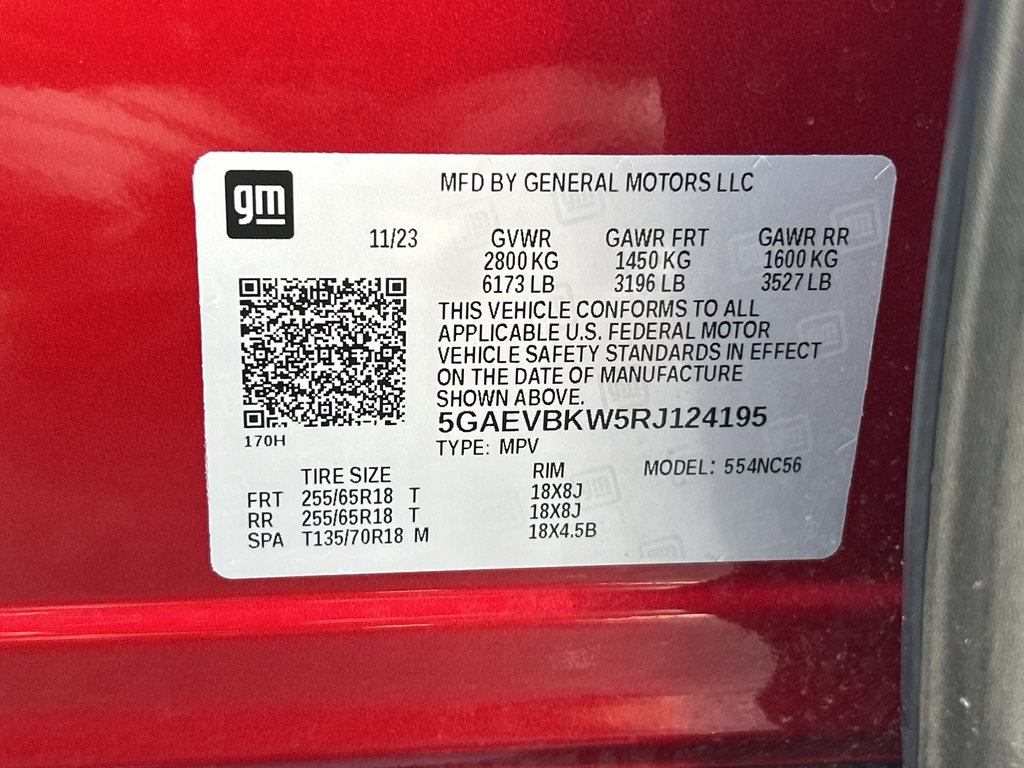 gm
MFD BY GENERAL MOTORS LLC
11/23 GVWR GAWR FRT GAWR RR
2800 KG 1450 KG 1600 KG
6173 LB 3196 LB 3527 LB
THIS VEHICLE CONFORMS TO ALL
APPLICABLE U.S. FEDERAL MOTOR
VEHICLE SAFETY STANDARDS IN EFFECT
ON THE DATE OF MANUFACTURE
SHOWN ABOVE.
5GAEVBKW5RJ124195
170H
TYPE: MPV
TIRE SIZE RIM MODEL: 554NC56
FRT 255/65R18 T 18X8J
RR 255/65R18 T 18X8J
SPA T135/70R18 M 18X4.5B